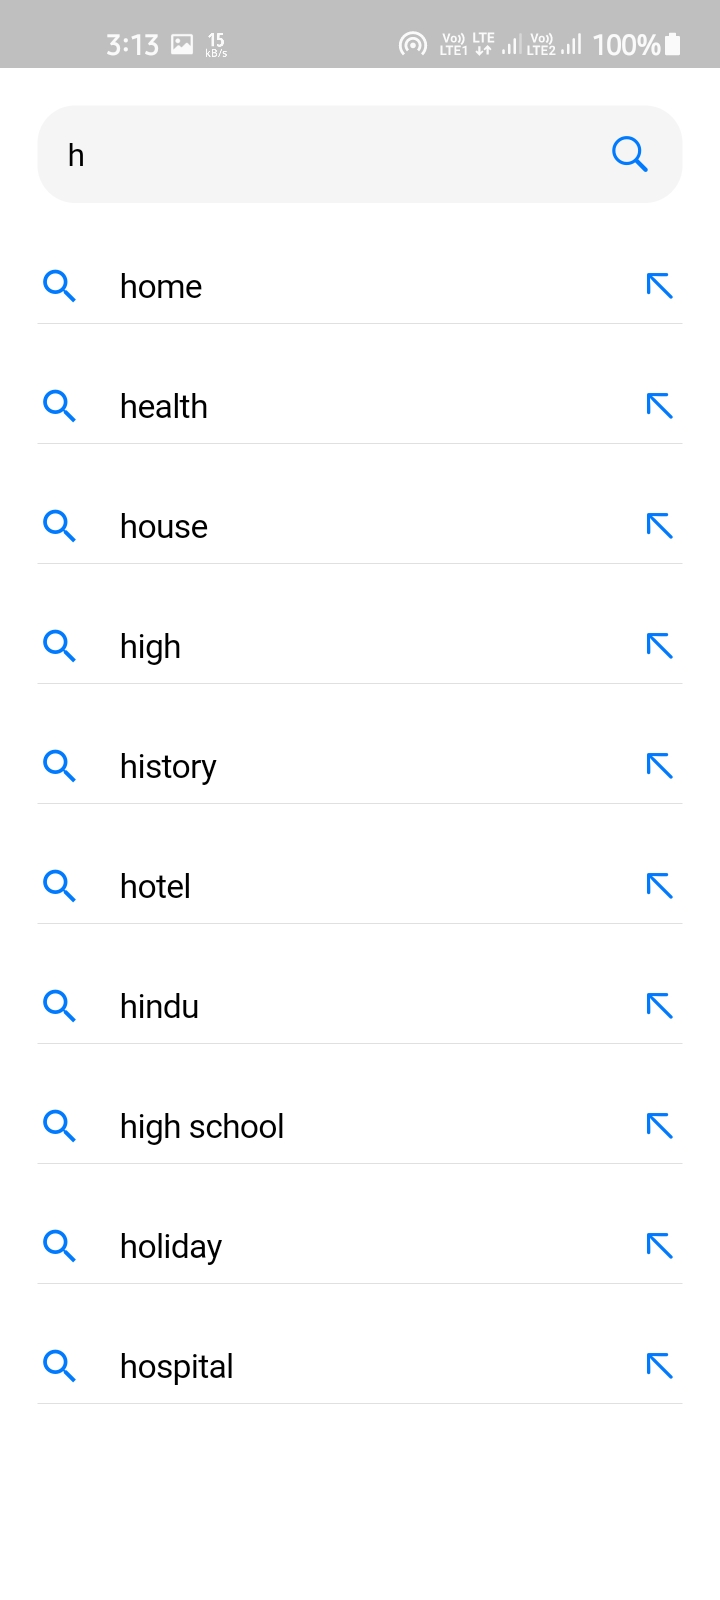 3:13 15 kB/s Vo)) LTE1 LTE Vo)) LTE2 100%
h
home
health
house
high
history
hotel
hindu
high school
holiday
hospital